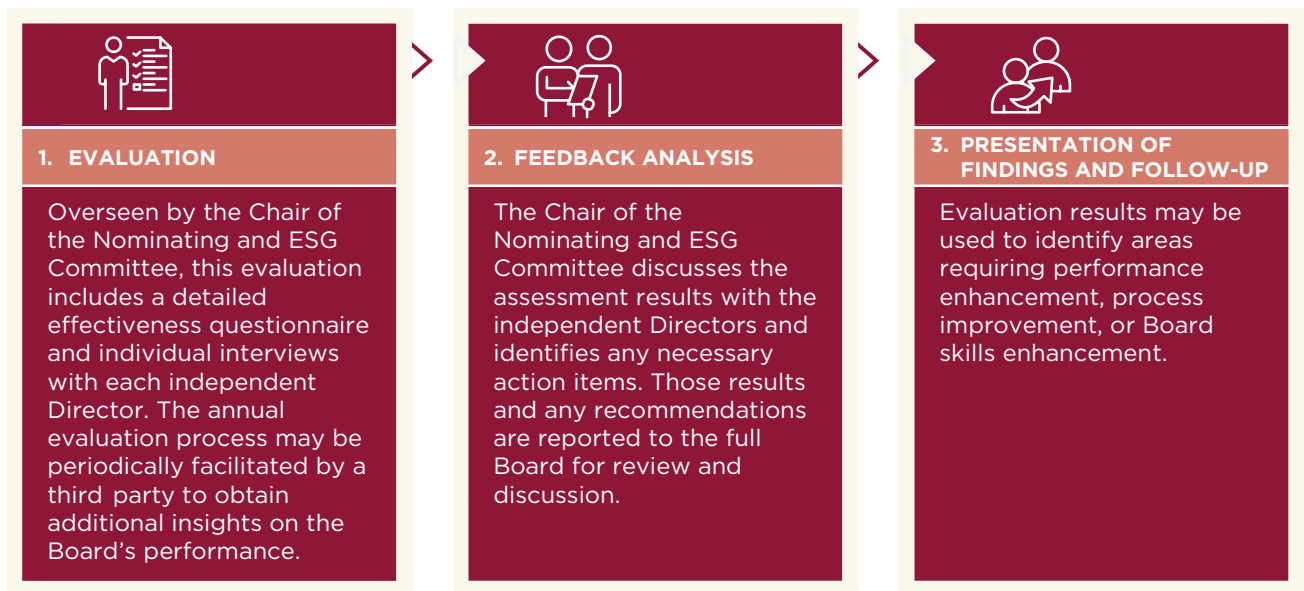 1. EVALUATION
Overseen by the Chair of
the Nominating and ESG
Committee, this evaluation
includes a detailed
effectiveness questionnaire
and individual interviews
with each independent
Director. The annual
evaluation process may be
periodically facilitated by a
third party to obtain
additional insights on the
Board’s performance.
2. FEEDBACK ANALYSIS
The Chair of the
Nominating and ESG
Committee discusses the
assessment results with the
independent Directors and
identifies any necessary
action items. Those results
and any recommendations
are reported to the full
Board for review and
discussion.
3. PRESENTATION OF
FINDINGS AND FOLLOW-UP
Evaluation results may be
used to identify areas
requiring performance
enhancement, process
improvement, or Board
skills enhancement.